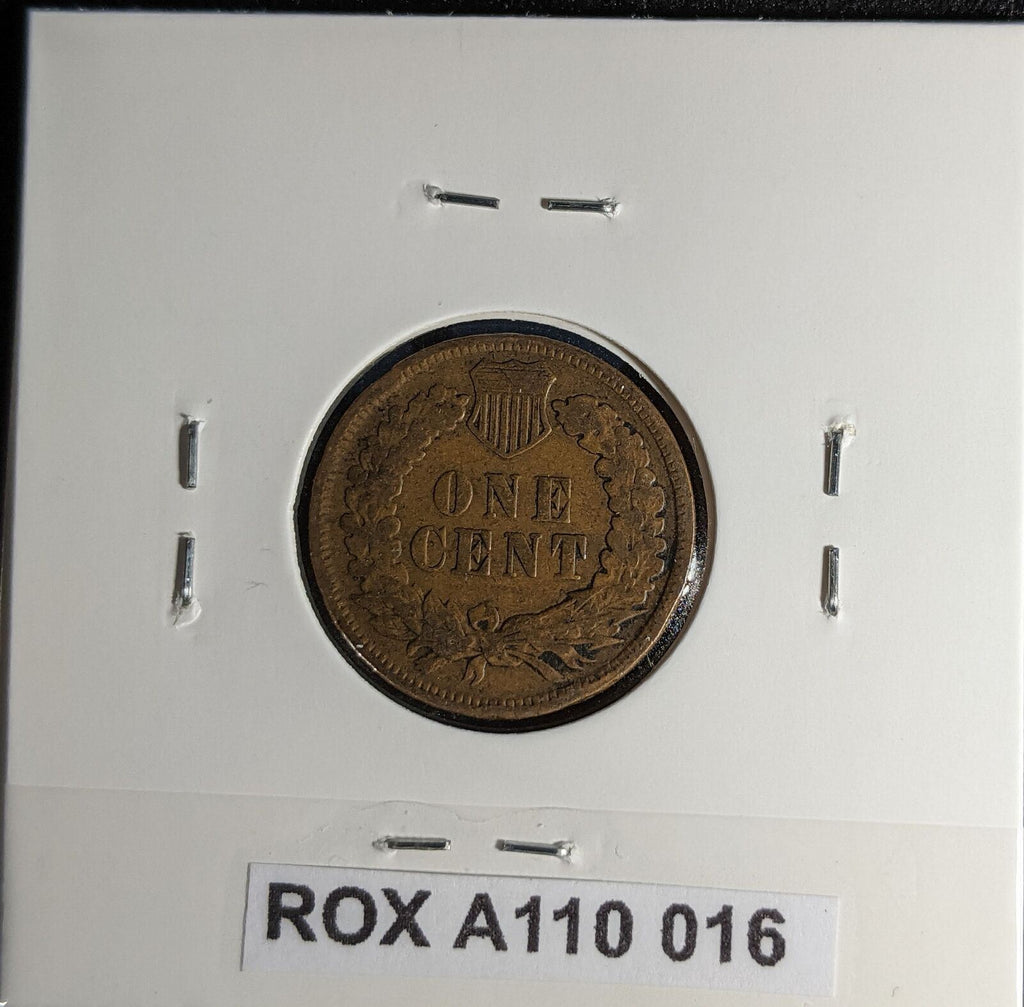 ONE
CENT
ROX A110 016